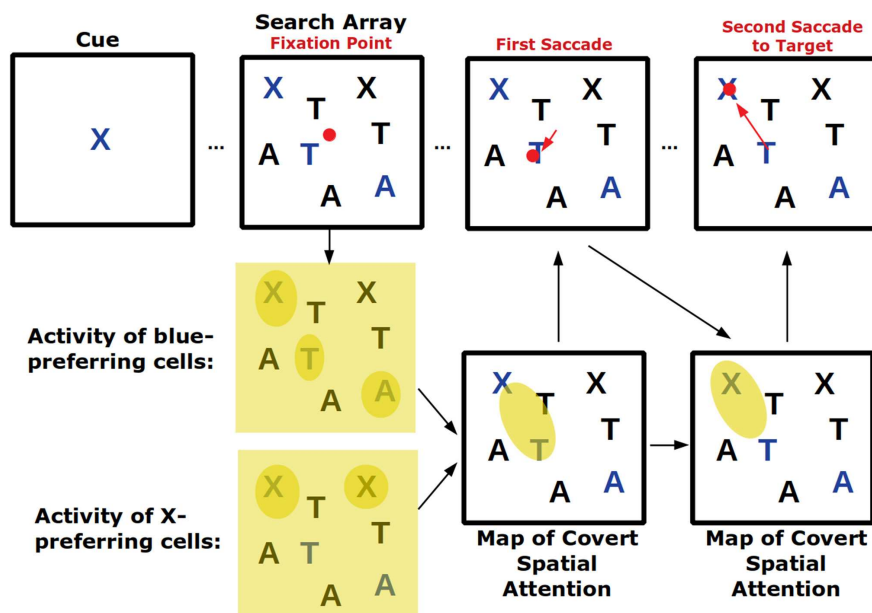 Cue
Search Array
Fixation Point
First Saccade
Second Saccade
to Target
X
...
X X
T
T
A T
A A
...
X X
T
T
A T
A A
...
X X
T
T
A T
A A
Activity of blue-
preferring cells:
X X
T
T
A T
A A
Activity of X-
preferring cells:
X X
T
T
A T
A A
X X
T
T
A T
A A
Map of Covert
Spatial
Attention
X X
T
T
A T
A A
Map of Covert
Spatial
Attention